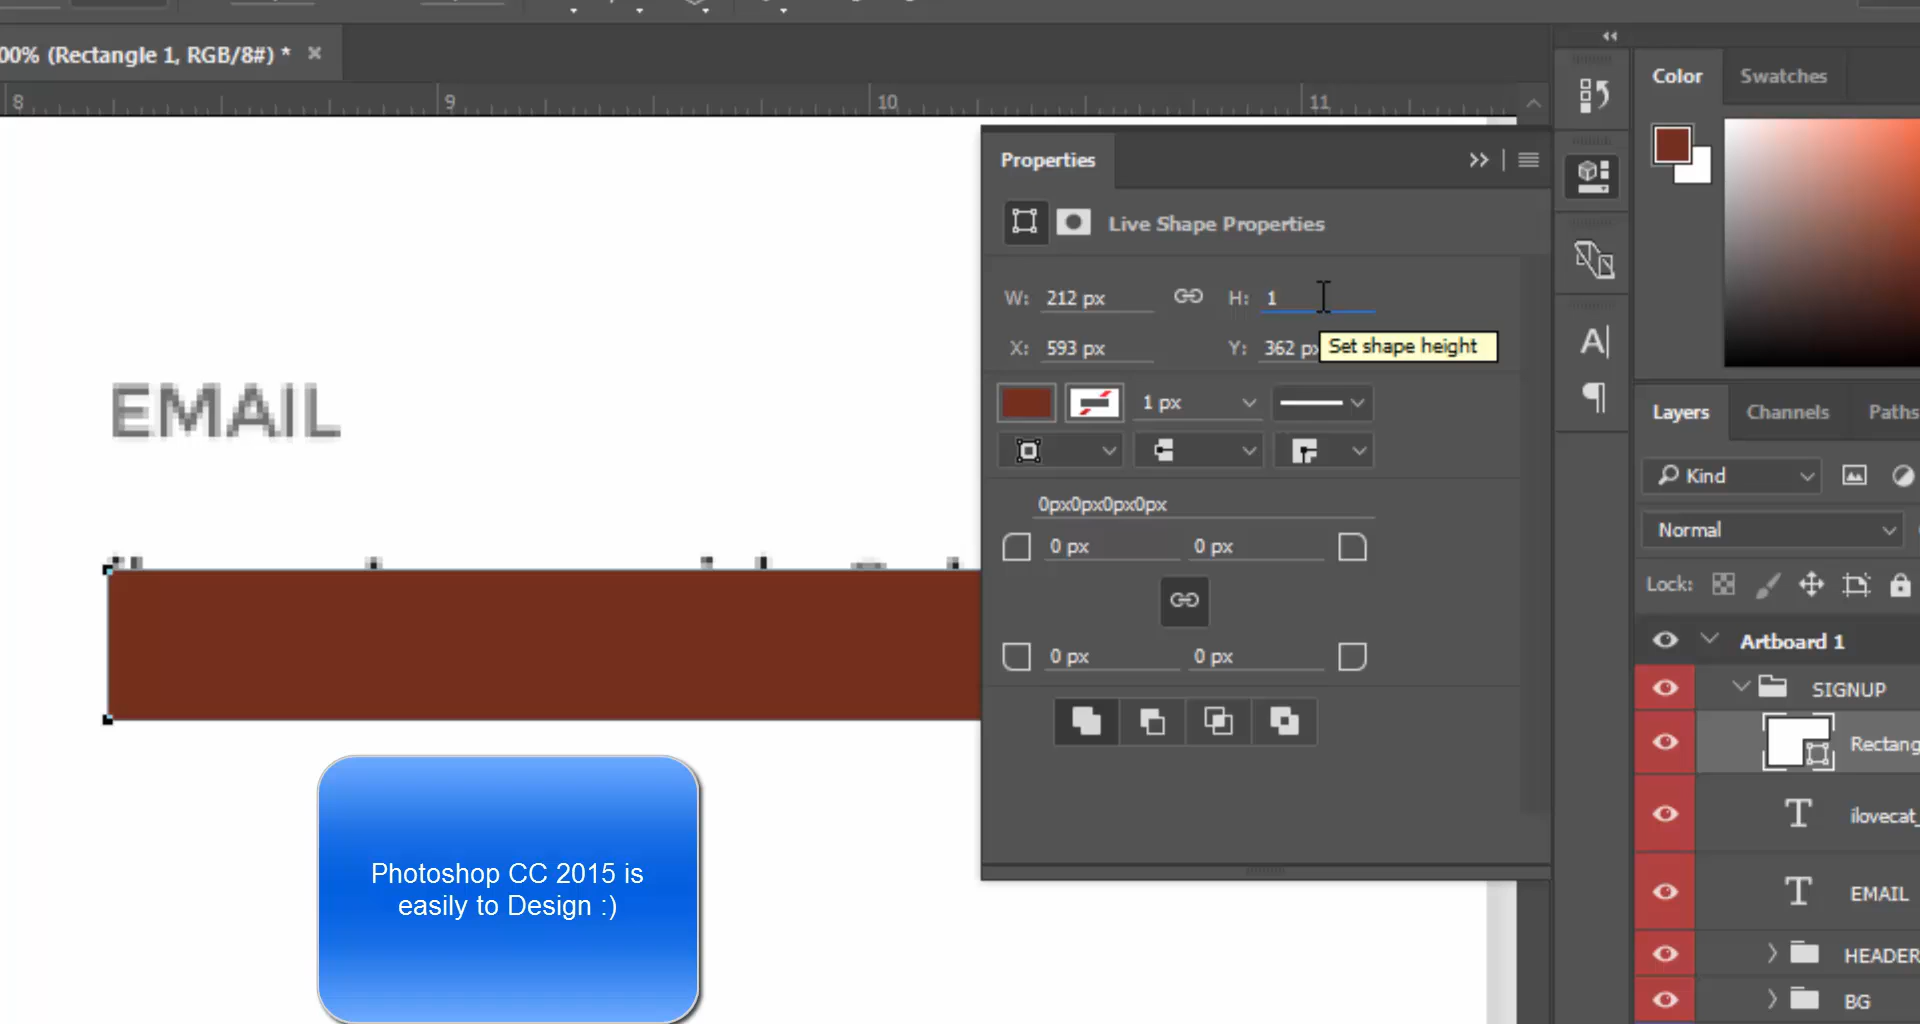 00% (Rectangle 1, RGB/8#) * ×
8 9 10 11
Color Swatches
Properties
Live Shape Properties
W: 212 px H: 1
X: 593 px Y: 362 px
Set shape height
1 px
0px0px0px0px
0 px 0 px
0 px 0 px
EMAIL
Photoshop CC 2015 is
easily to Design :)
Layers Channels Paths
Kind
Normal
Lock:
Artboard 1
SIGNUP
Rectang
T ilovecat_
T EMAIL
HEADER
BG